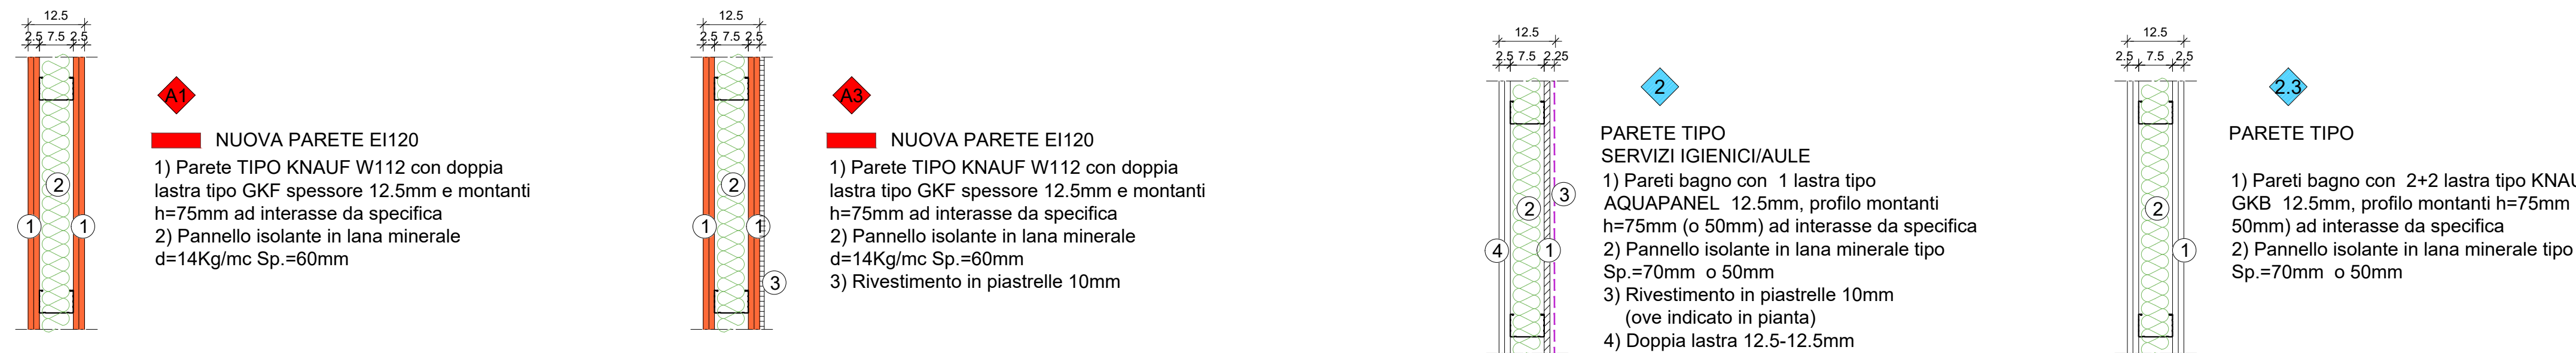 12.5
2.5 7.5 2.5
A1
NUOVA PARETE EI120
1) Parete TIPO KNAUF W112 con doppia
lastra tipo GKF spessore 12.5mm e montanti
h=75mm ad interasse da specifica
2) Pannello isolante in lana minerale
d=14Kg/mc Sp.=60mm
2
1
1
12.5
2.5 7.5 2.5
A3
NUOVA PARETE EI120
1) Parete TIPO KNAUF W112 con doppia
lastra tipo GKF spessore 12.5mm e montanti
h=75mm ad interasse da specifica
2) Pannello isolante in lana minerale
d=14Kg/mc Sp.=60mm
3) Rivestimento in piastrelle 10mm
2
1
1
3
12.5
2.5 7.5 2.25
2
PARETE TIPO
SERVIZI IGIENICI/AULE
1) Pareti bagno con 1 lastra tipo
AQUAPANEL 12.5mm, profilo montanti
h=75mm (o 50mm) ad interasse da specifica
2) Pannello isolante in lana minerale tipo
Sp.=70mm o 50mm
3) Rivestimento in piastrelle 10mm
(ove indicato in pianta)
4) Doppia lastra 12.5-12.5mm
3
2
4
1
12.5
2.5 7.5 2.5
2.3
PARETE TIPO
1) Pareti bagno con 2+2 lastra tipo
GKB 12.5mm, profilo montanti h=75mm
50mm) ad interasse da specifica
2) Pannello isolante in lana minerale tipo
Sp.=70mm o 50mm
2
1